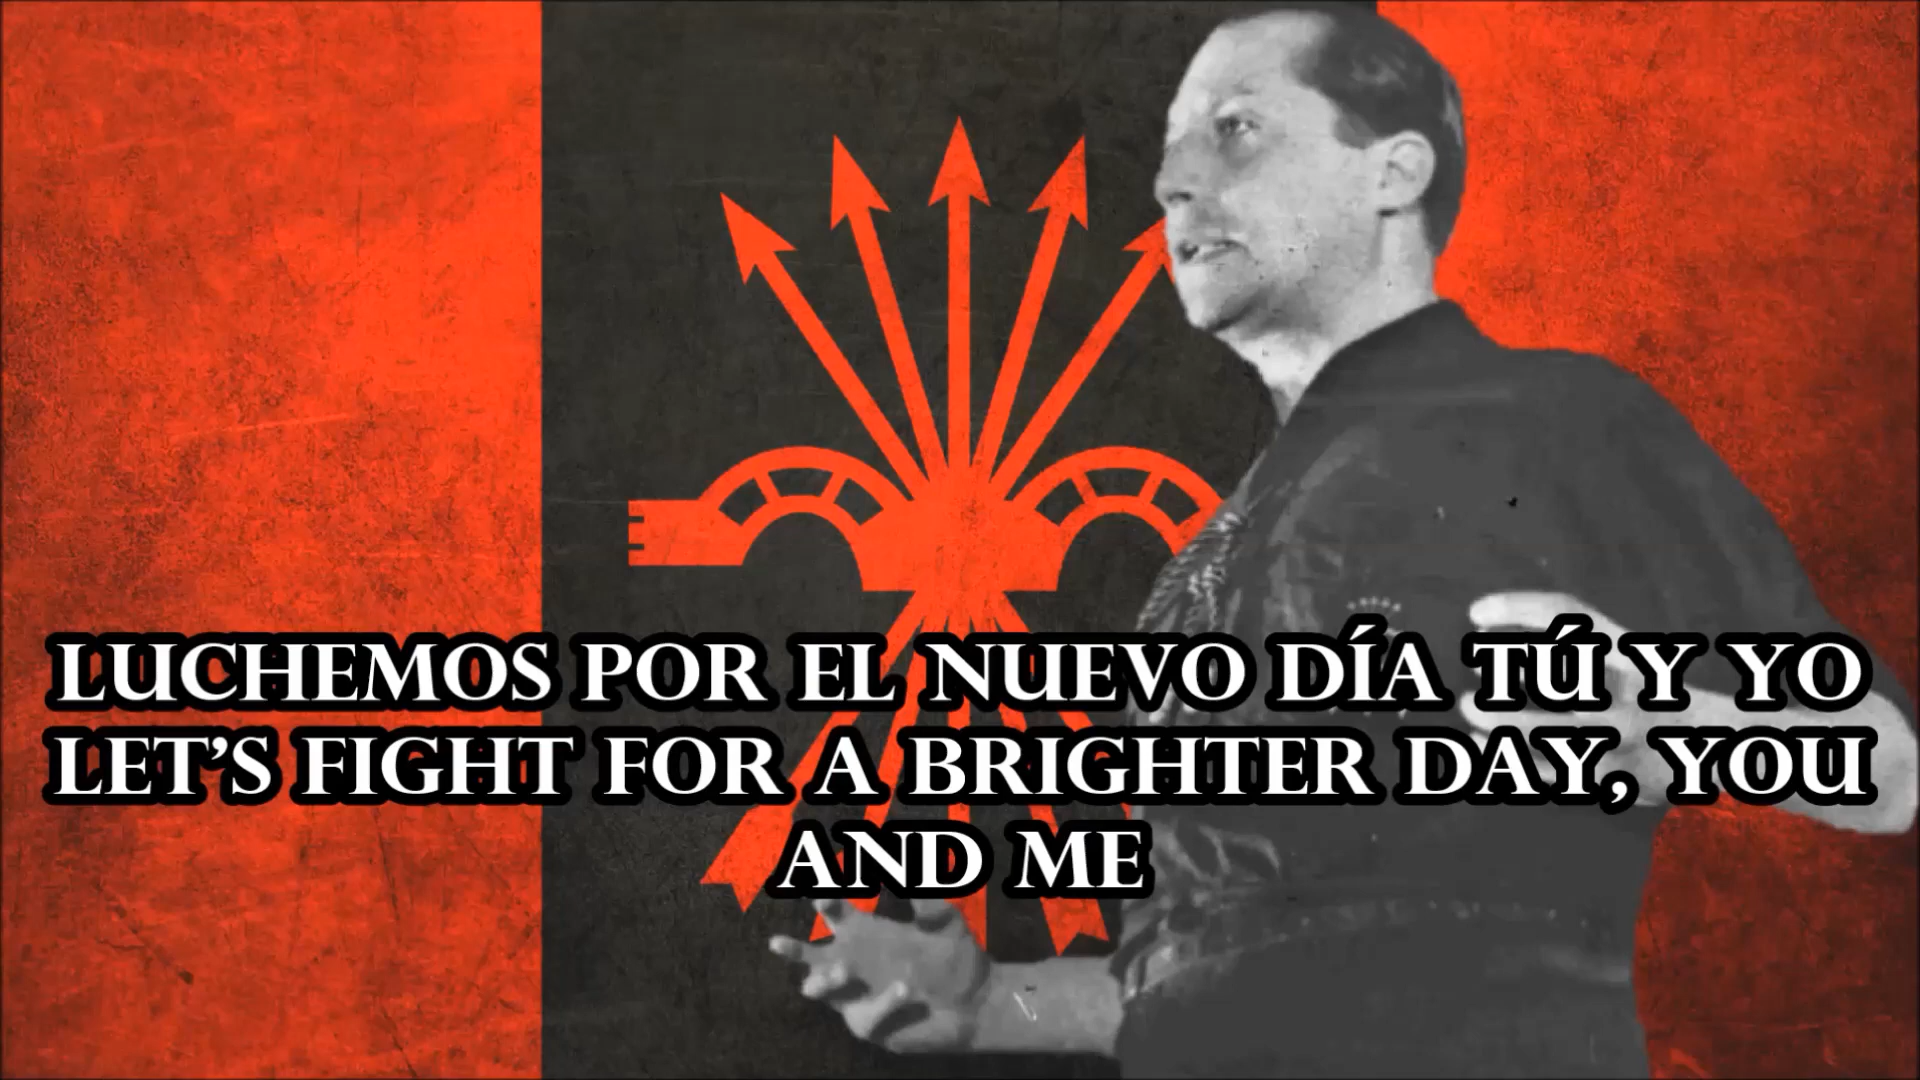 LUCHEMOS POR EL NUEVO DÍA TÚ Y YO
LET'S FIGHT FOR A BRIGHTER DAY, YOU
AND ME